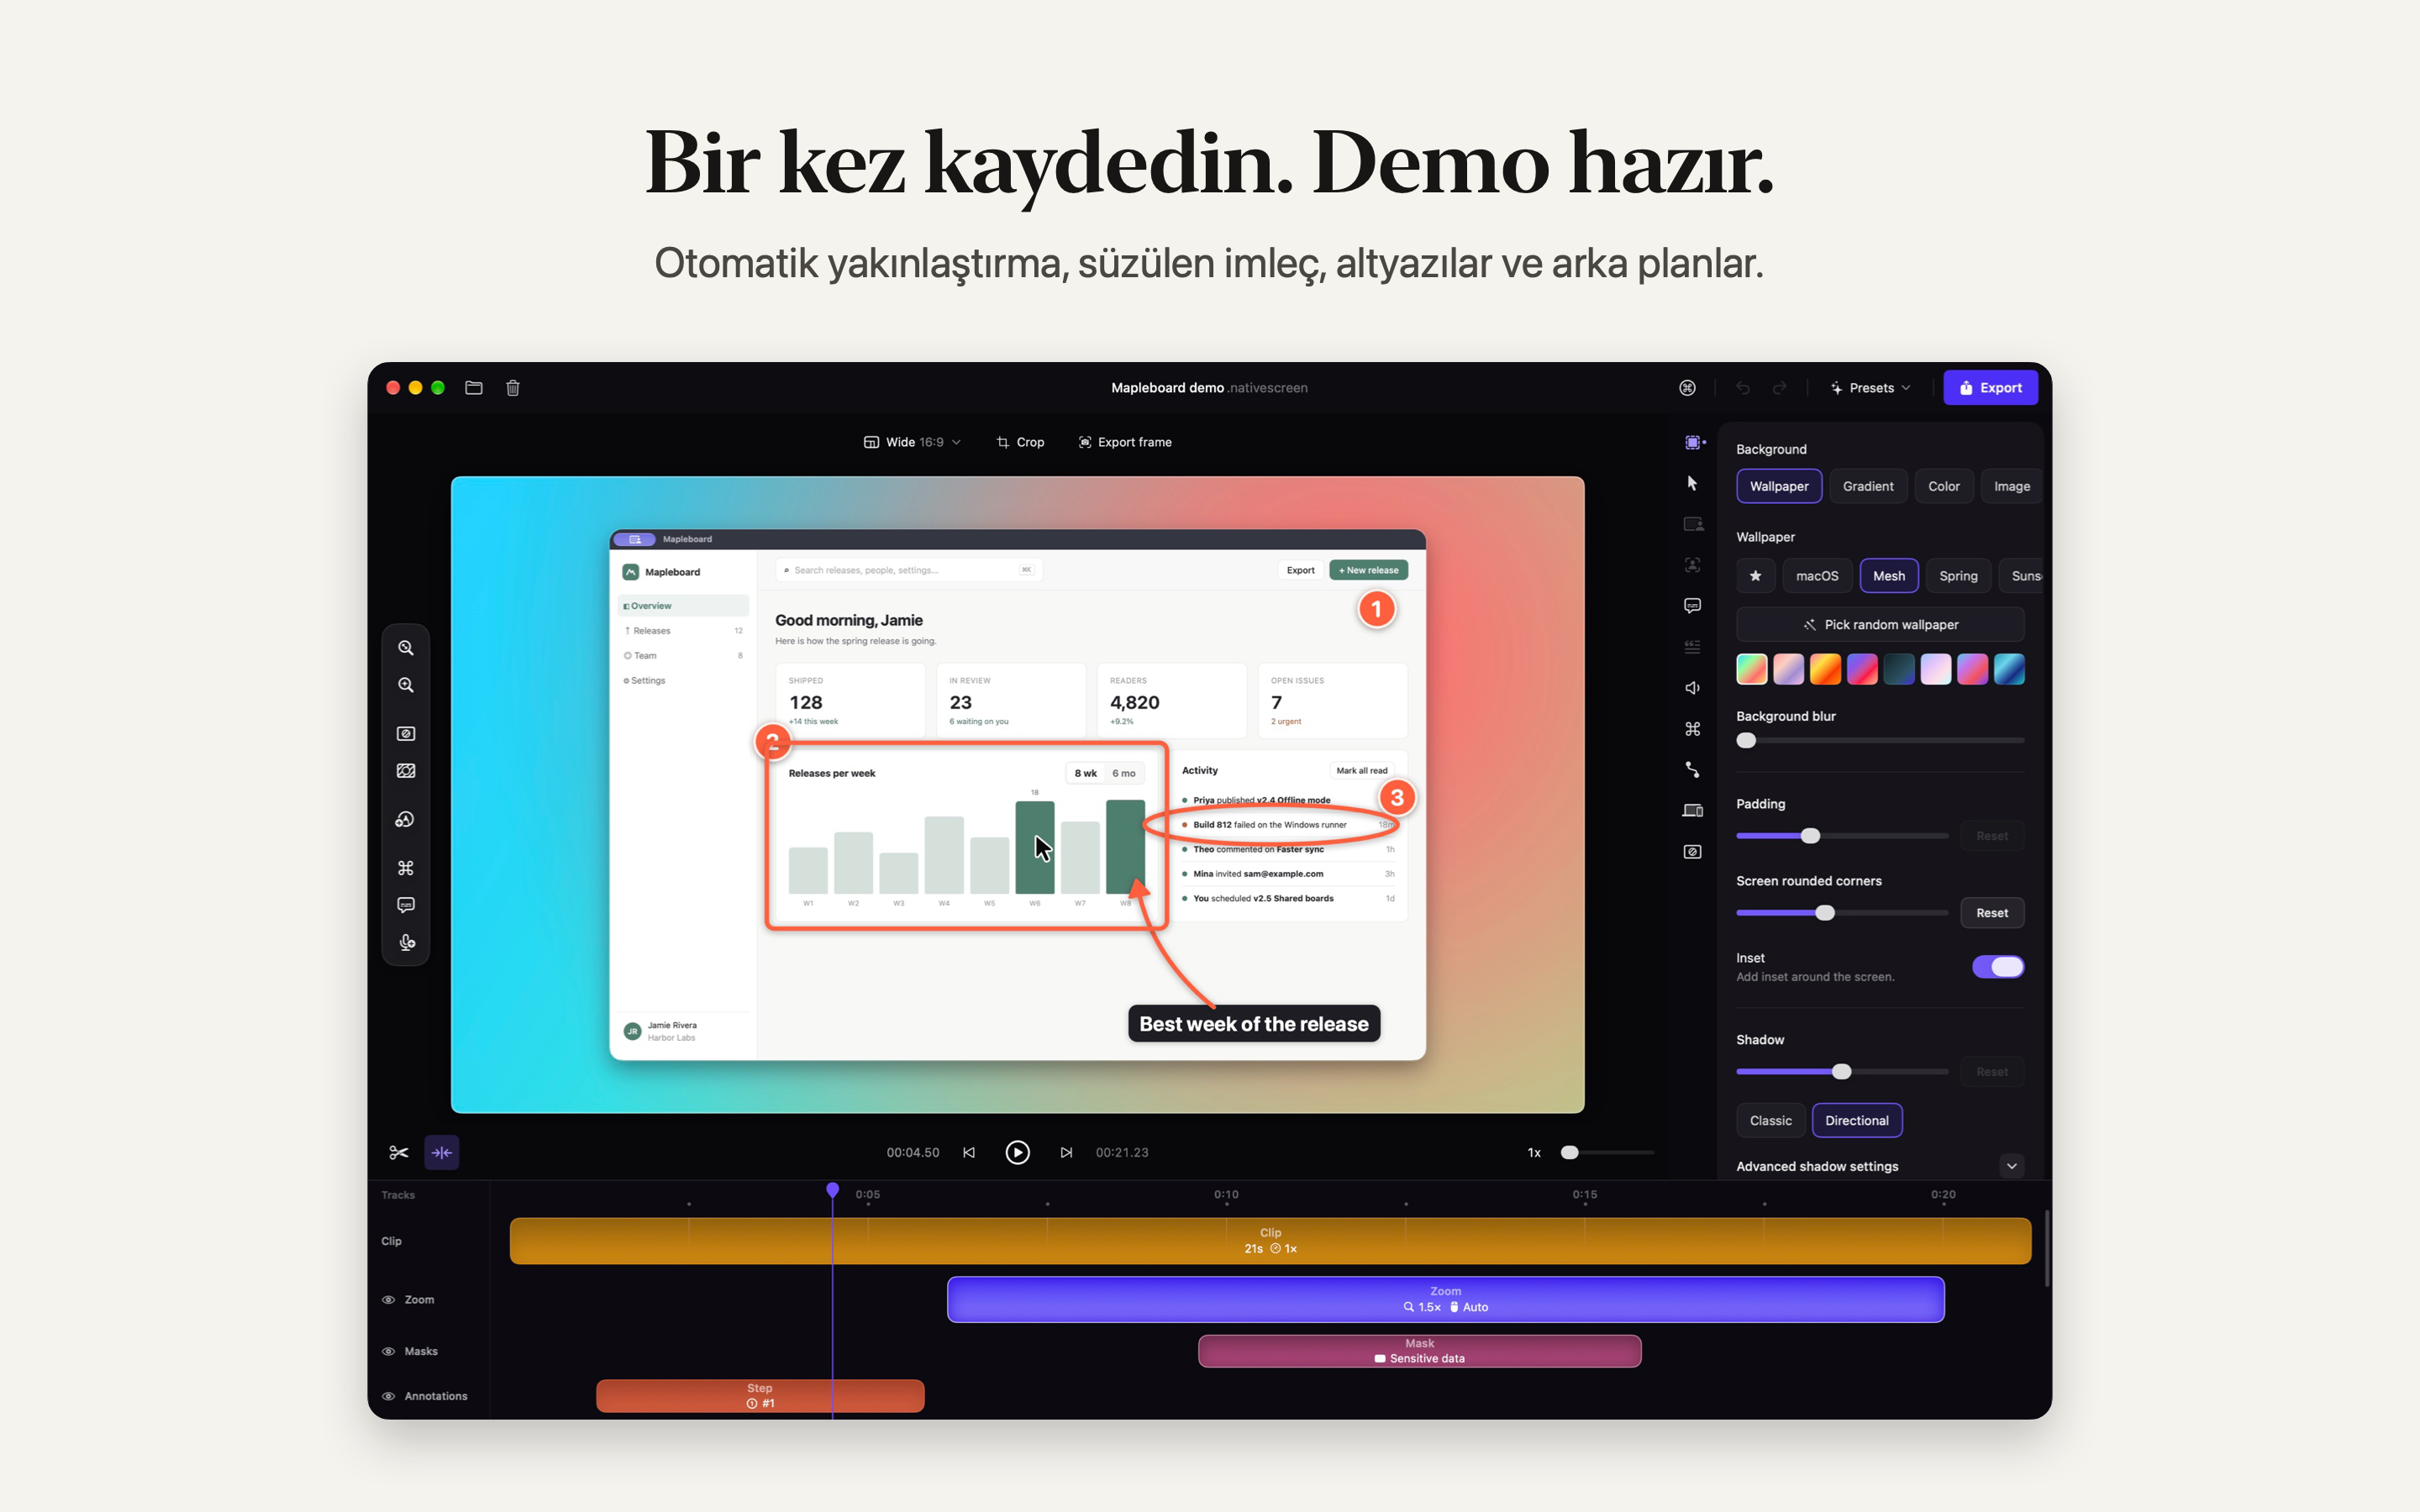 Bir kez kaydedin. Demo hazır.
Otomatik yakınlaştırma, süzülen imleç, altyazılar ve arka planlar.
Mapleboard demo.nativescreen
Presets
Export
Wide 16:9
Crop
Export frame
Mapleboard
Mapleboard
Search releases, people, settings...
⌘K
Export
+ New release
Overview
Releases 12
Team 8
Settings
Good morning, Jamie
Here is how the spring release is going.
1
SHIPPED
128
+14 this week
IN REVIEW
23
6 waiting on you
READERS
4,820
+9.2%
OPEN ISSUES
7
2 urgent
2
Releases per week
8 wk 6 mo
18
W1 W2 W3 W4 W5 W6 W7 W8
Activity
Mark all read
3
Priya published v2.4 Offline mode
Build 812 failed on the Windows runner 18m
Theo commented on Faster sync 1h
Mina invited sam@example.com 3h
You scheduled v2.5 Shared boards 1d
Best week of the release
JR
Jamie Rivera
Harbor Labs
Background
Wallpaper Gradient Color Image
Wallpaper
macOS Mesh Spring Suns
Pick random wallpaper
Background blur
Padding
Reset
Screen rounded corners
Reset
Inset
Add inset around the screen.
Shadow
Reset
Classic Directional
Advanced shadow settings
00:04.50
00:21.23
1x
Tracks
0:05 0:10 0:15 0:20
Clip
Clip
21s 1×
Zoom
Zoom
1.5× Auto
Masks
Mask
Sensitive data
Annotations
Step
#1